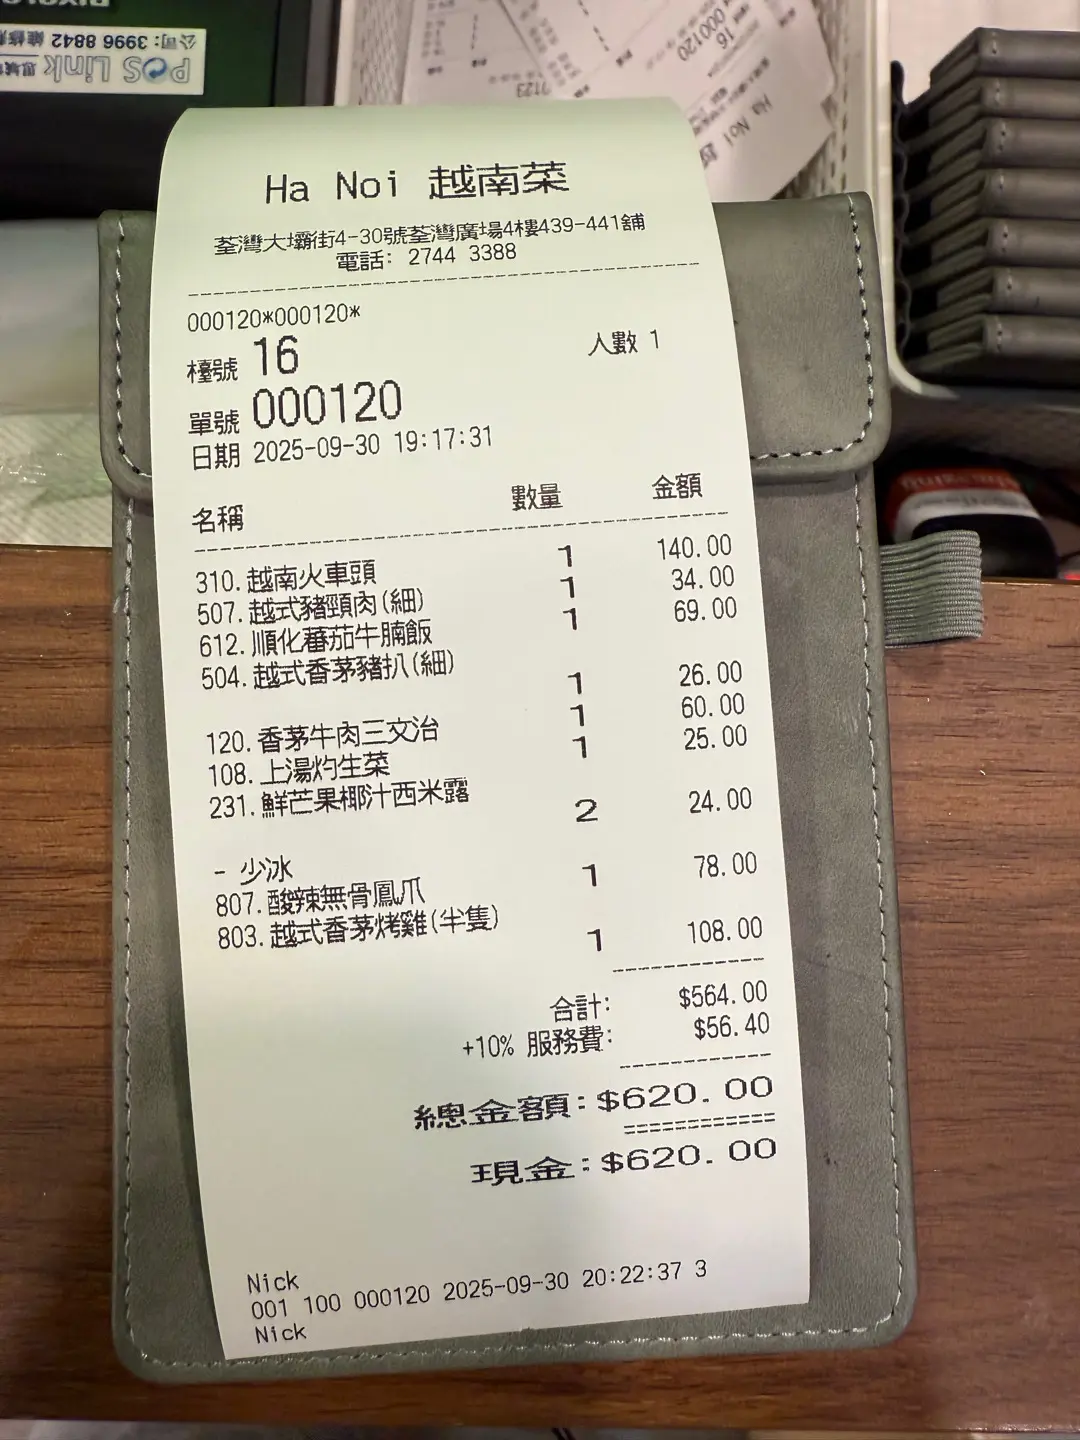 公司: 3996 8842
POS Link
Ha Noi 越南菜
荃灣大壩街4-30號荃灣廣場4樓439-441舖
電話: 2744 3388
000120*000120*
檯號 16 人數 1
單號 000120
日期 2025-09-30 19:17:31
名稱 數量 金額
310. 越南火車頭 1 140.00
507. 越式豬頸肉(細) 1 34.00
612. 順化蕃茄牛腩飯 1 69.00
504. 越式香茅豬扒(細)
1 26.00
120. 香茅牛肉三文治 1 60.00
108. 上湯灼生菜 1 25.00
231. 鮮芒果椰汁西米露
2 24.00
- 少冰
807. 酸辣無骨鳳爪 1 78.00
803. 越式香茅烤雞(半隻)
1 108.00
合計: $564.00
+10% 服務費: $56.40
總金額: $620.00
現金: $620.00
Nick
001 100 000120 2025-09-30 20:22:37 3
Nick